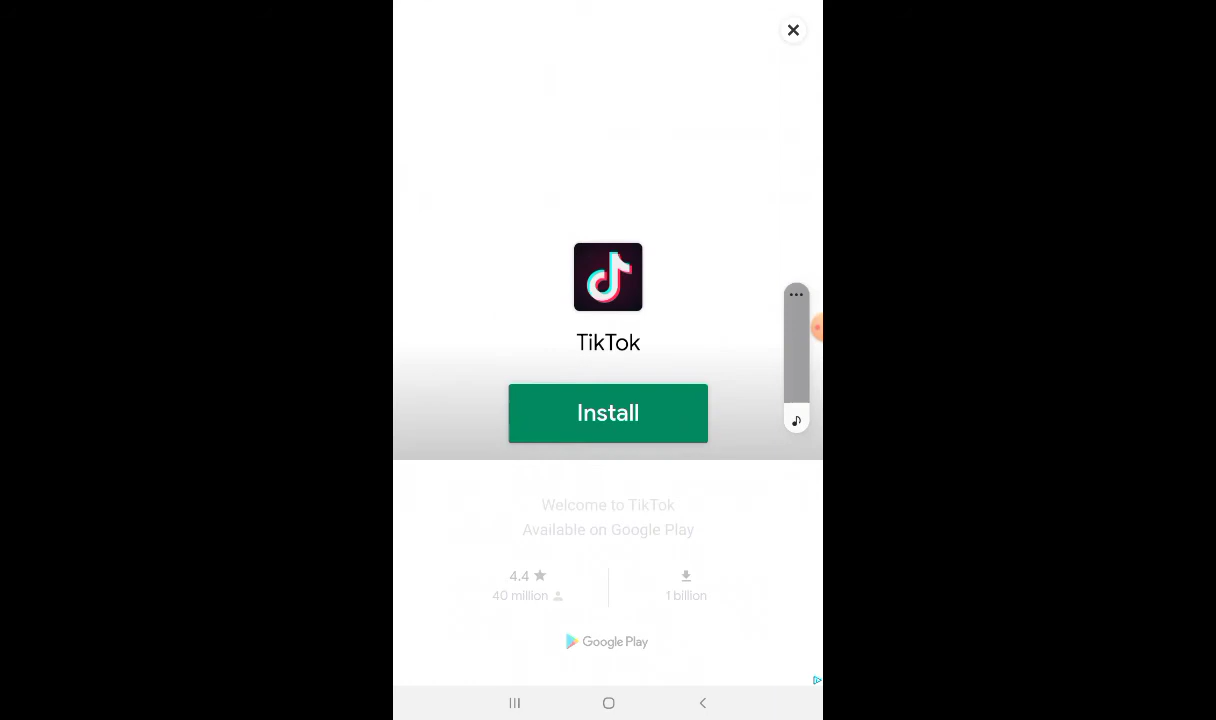 TikTok
Install
Welcome to TikTok
Available on Google Play
4.4
40 million
1 billion
Google Play